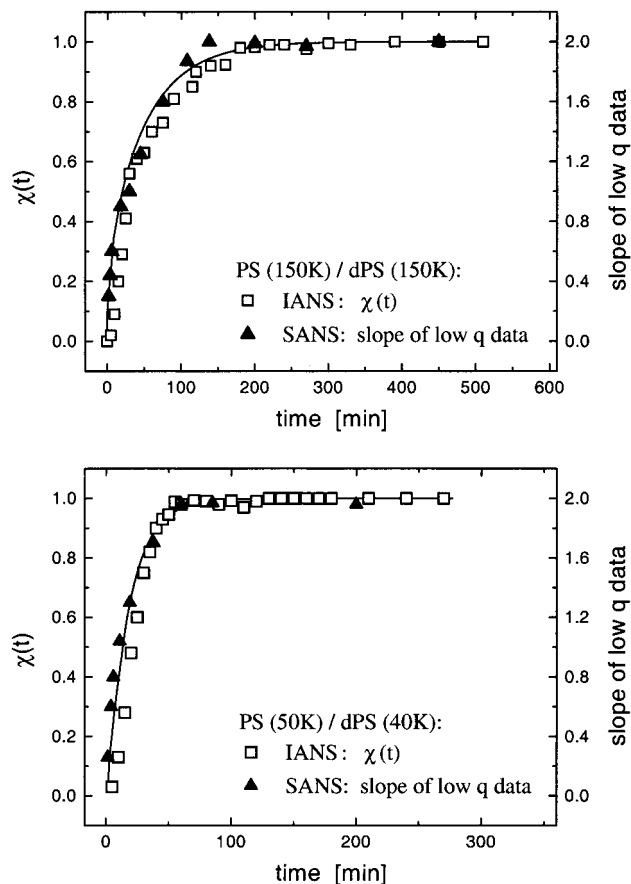 1.0
0.8
0.6
0.4
0.2
0.0
χ(t)
2.0
1.6
1.2
0.8
0.4
0.0
slope of low q data
PS (150K) / dPS (150K):
IANS: χ(t)
SANS: slope of low q data
0 100 200 300 400 500 600
time [min]
1.0
0.8
0.6
0.4
0.2
0.0
χ(t)
2.0
1.6
1.2
0.8
0.4
0.0
slope of low q data
PS (50K) / dPS (40K):
IANS: χ(t)
SANS: slope of low q data
0 100 200 300
time [min]